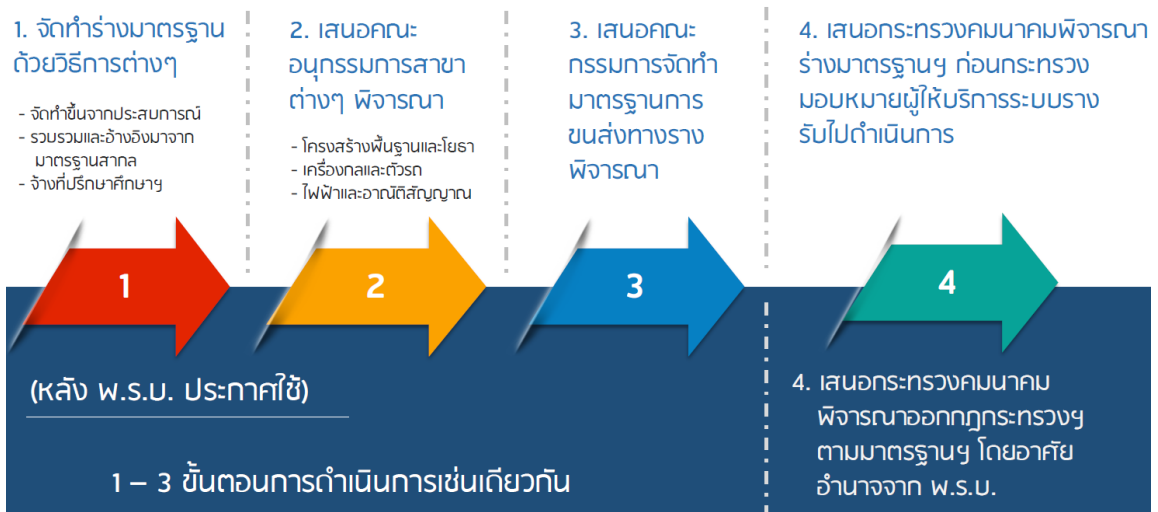 1. จัดทำร่างมาตรฐาน
ด้วยวิธีการต่างๆ
- จัดทำขึ้นจากประสบการณ์
- รวบรวมและอ้างอิงมาจาก
มาตรฐานสากล
- จ้างที่ปรึกษาศึกษาฯ
2. เสนอคณะ
อนุกรรมการสาขา
ต่างๆ พิจารณา
- โครงสร้างพื้นฐานและโยธา
- เครื่องกลและตัวรถ
- ไฟฟ้าและอาณัติสัญญาณ
3. เสนอคณะ
กรรมการจัดทำ
มาตรฐานการ
ขนส่งทางราง
พิจารณา
4. เสนอกระทรวงคมนาคมพิจารณา
ร่างมาตรฐานฯ ก่อนกระทรวง
มอบหมายผู้ให้บริการระบบราง
รับไปดำเนินการ
1
2
3
4
(หลัง พ.ร.บ. ประกาศใช้)
1 – 3 ขั้นตอนการดำเนินการเช่นเดียวกัน
4. เสนอกระทรวงคมนาคม
พิจารณาออกกฎกระทรวงฯ
ตามมาตรฐานฯ โดยอาศัย
อำนาจจาก พ.ร.บ.